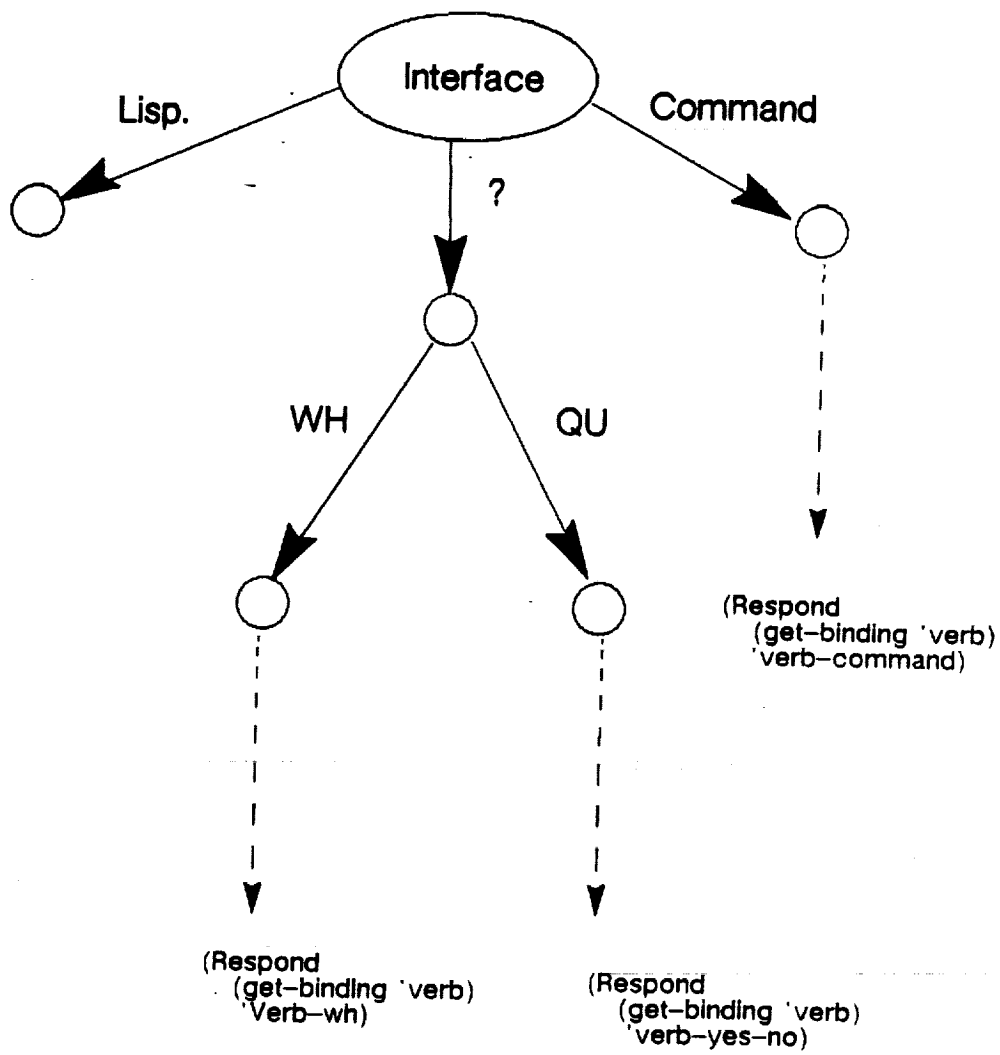 Interface
Lisp.
Command
?
WH
QU
(Respond
(get-binding 'verb)
'verb-command)
(Respond
(get-binding 'verb)
'Verb-wh)
(Respond
(get-binding 'verb)
'verb-yes-no)